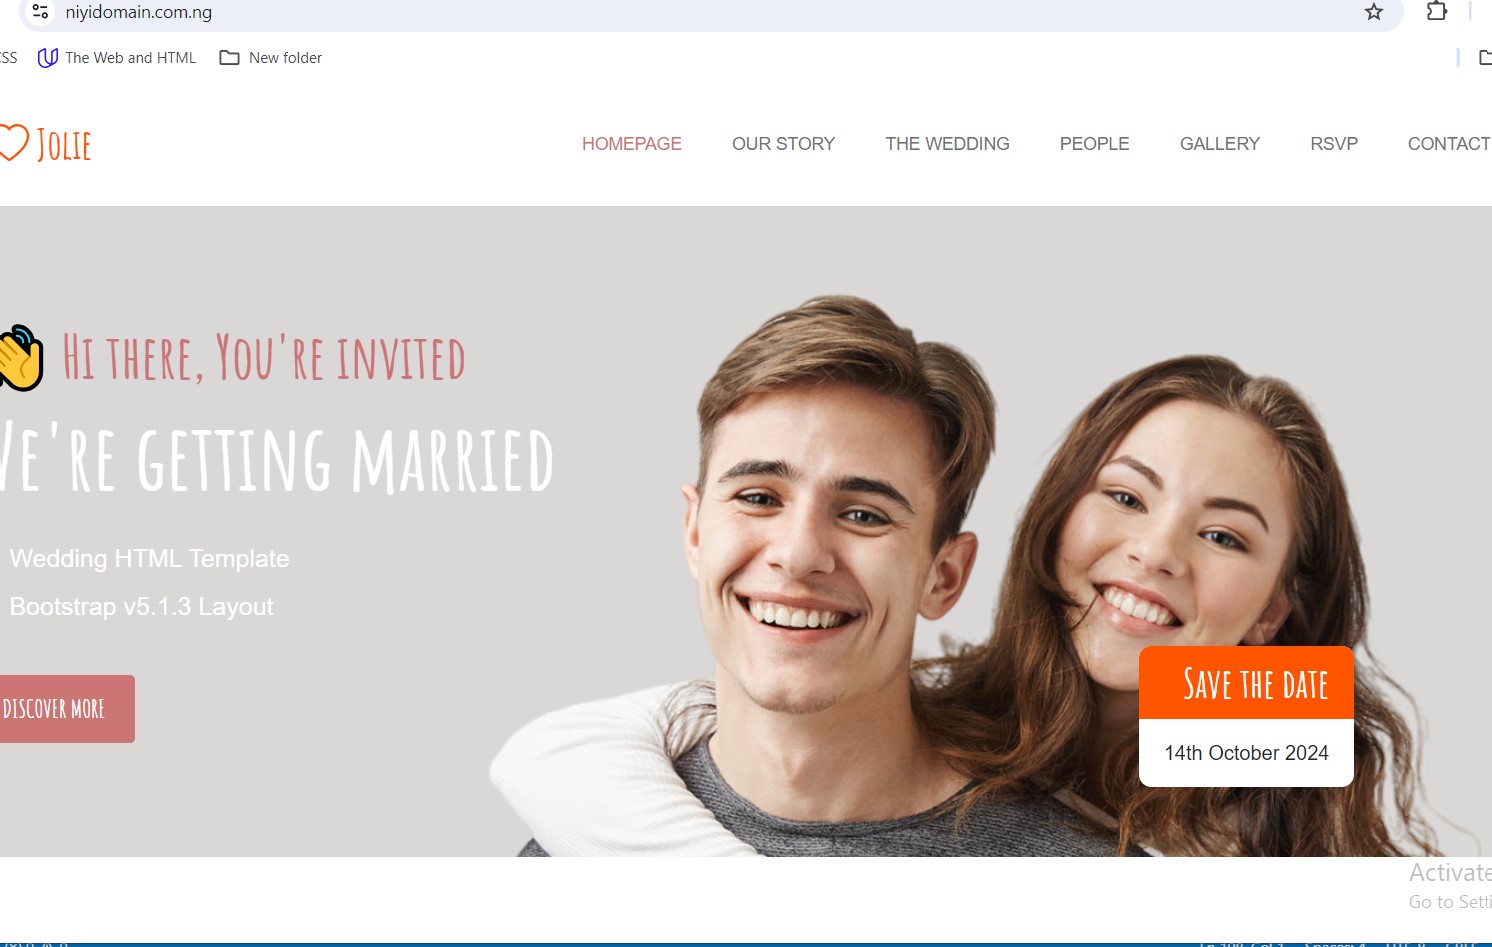 niyidomain.com.ng
CSS The Web and HTML New folder
Jolie HOMEPAGE OUR STORY THE WEDDING PEOPLE GALLERY RSVP CONTACT
Hi there, You're invited
We're getting married
Wedding HTML Template
Bootstrap v5.1.3 Layout
DISCOVER MORE
Save the date
14th October 2024
Activate
Go to Setti